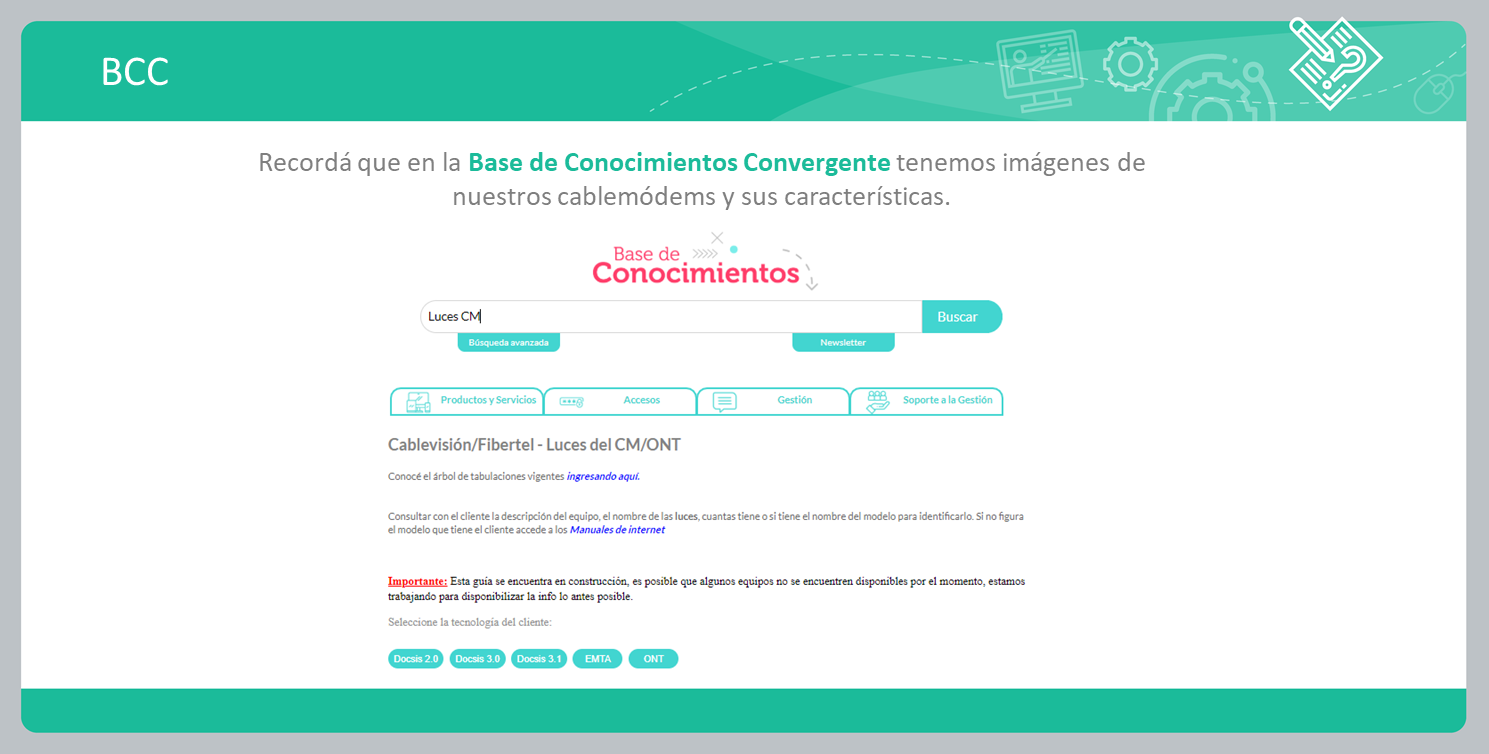 BCC
Recordá que en la Base de Conocimientos Convergente tenemos imágenes de
nuestros cablemódems y sus características.
Base de
Conocimientos
Luces CM
Buscar
Búsqueda avanzada
Newsletter
Productos y Servicios
Accesos
Gestión
Soporte a la Gestión
Cablevisión/Fibertel - Luces del CM/ONT
Conocé el árbol de tabulaciones vigentes ingresando aquí.
Consultar con el cliente la descripción del equipo, el nombre de las luces, cuantas tiene o si tiene el nombre del modelo para identificarlo. Si no figura
el modelo que tiene el cliente accede a los Manuales de internet
Importante: Esta guía se encuentra en construcción, es posible que algunos equipos no se encuentren disponibles por el momento, estamos
trabajando para disponibilizar la info lo antes posible.
Seleccione la tecnología del cliente:
Docsis 2.0
Docsis 3.0
Docsis 3.1
EMTA
ONT